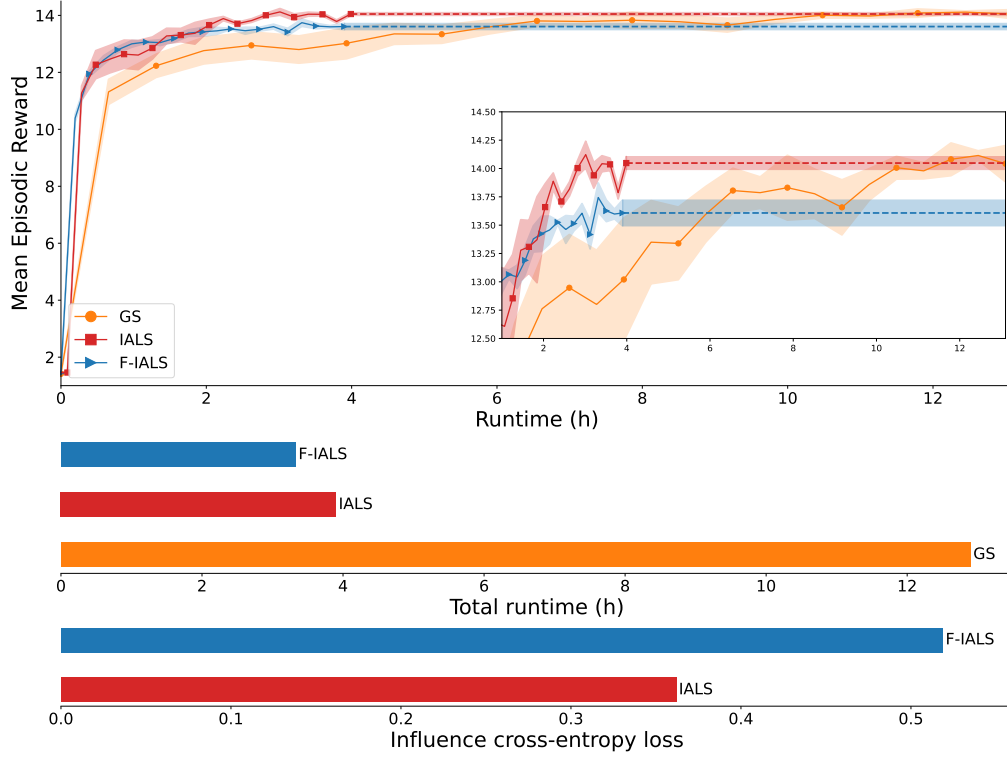 Mean Episodic Reward
14
12
10
8
6
4
2
GS
IALS
F-IALS
14.50
14.25
14.00
13.75
13.50
13.25
13.00
12.75
12.50
2 4 6 8 10 12
0 2 4 6 8 10 12
Runtime (h)
F-IALS
IALS
GS
0 2 4 6 8 10 12
Total runtime (h)
F-IALS
IALS
0.0 0.1 0.2 0.3 0.4 0.5
Influence cross-entropy loss